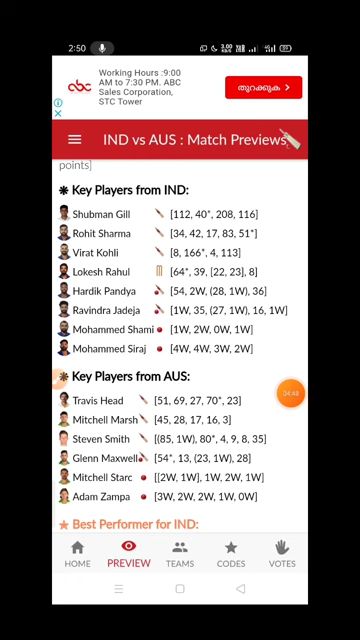 2:50
3.00
39
Working Hours :9:00
AM to 7:30 PM. ABC
Sales Corporation,
STC Tower
abc
തുറക്കുക
IND vs AUS : Match Previews
points]
Key Players from IND:
Shubman Gill [112, 40*, 208, 116]
Rohit Sharma [34, 42, 17, 83, 51*]
Virat Kohli [8, 166*, 4, 113]
Lokesh Rahul [64*, 39, [22, 23], 8]
Hardik Pandya [54, 2W, (28, 1W), 36]
Ravindra Jadeja [1W, 35, (27, 1W), 16, 1W]
Mohammed Shami [1W, 2W, 0W, 1W]
Mohammed Siraj [4W, 4W, 3W, 2W]
Key Players from AUS:
Travis Head [51, 69, 27, 70*, 23]
Mitchell Marsh [45, 28, 17, 16, 3]
Steven Smith [(85, 1W), 80*, 4, 9, 8, 35]
Glenn Maxwell [54*, 13, (23, 1W), 28]
Mitchell Starc [[2W, 1W], 1W, 2W, 1W]
Adam Zampa [3W, 2W, 2W, 1W, 0W]
04:43
Best Performer for IND:
HOME
PREVIEW
TEAMS
CODES
VOTES